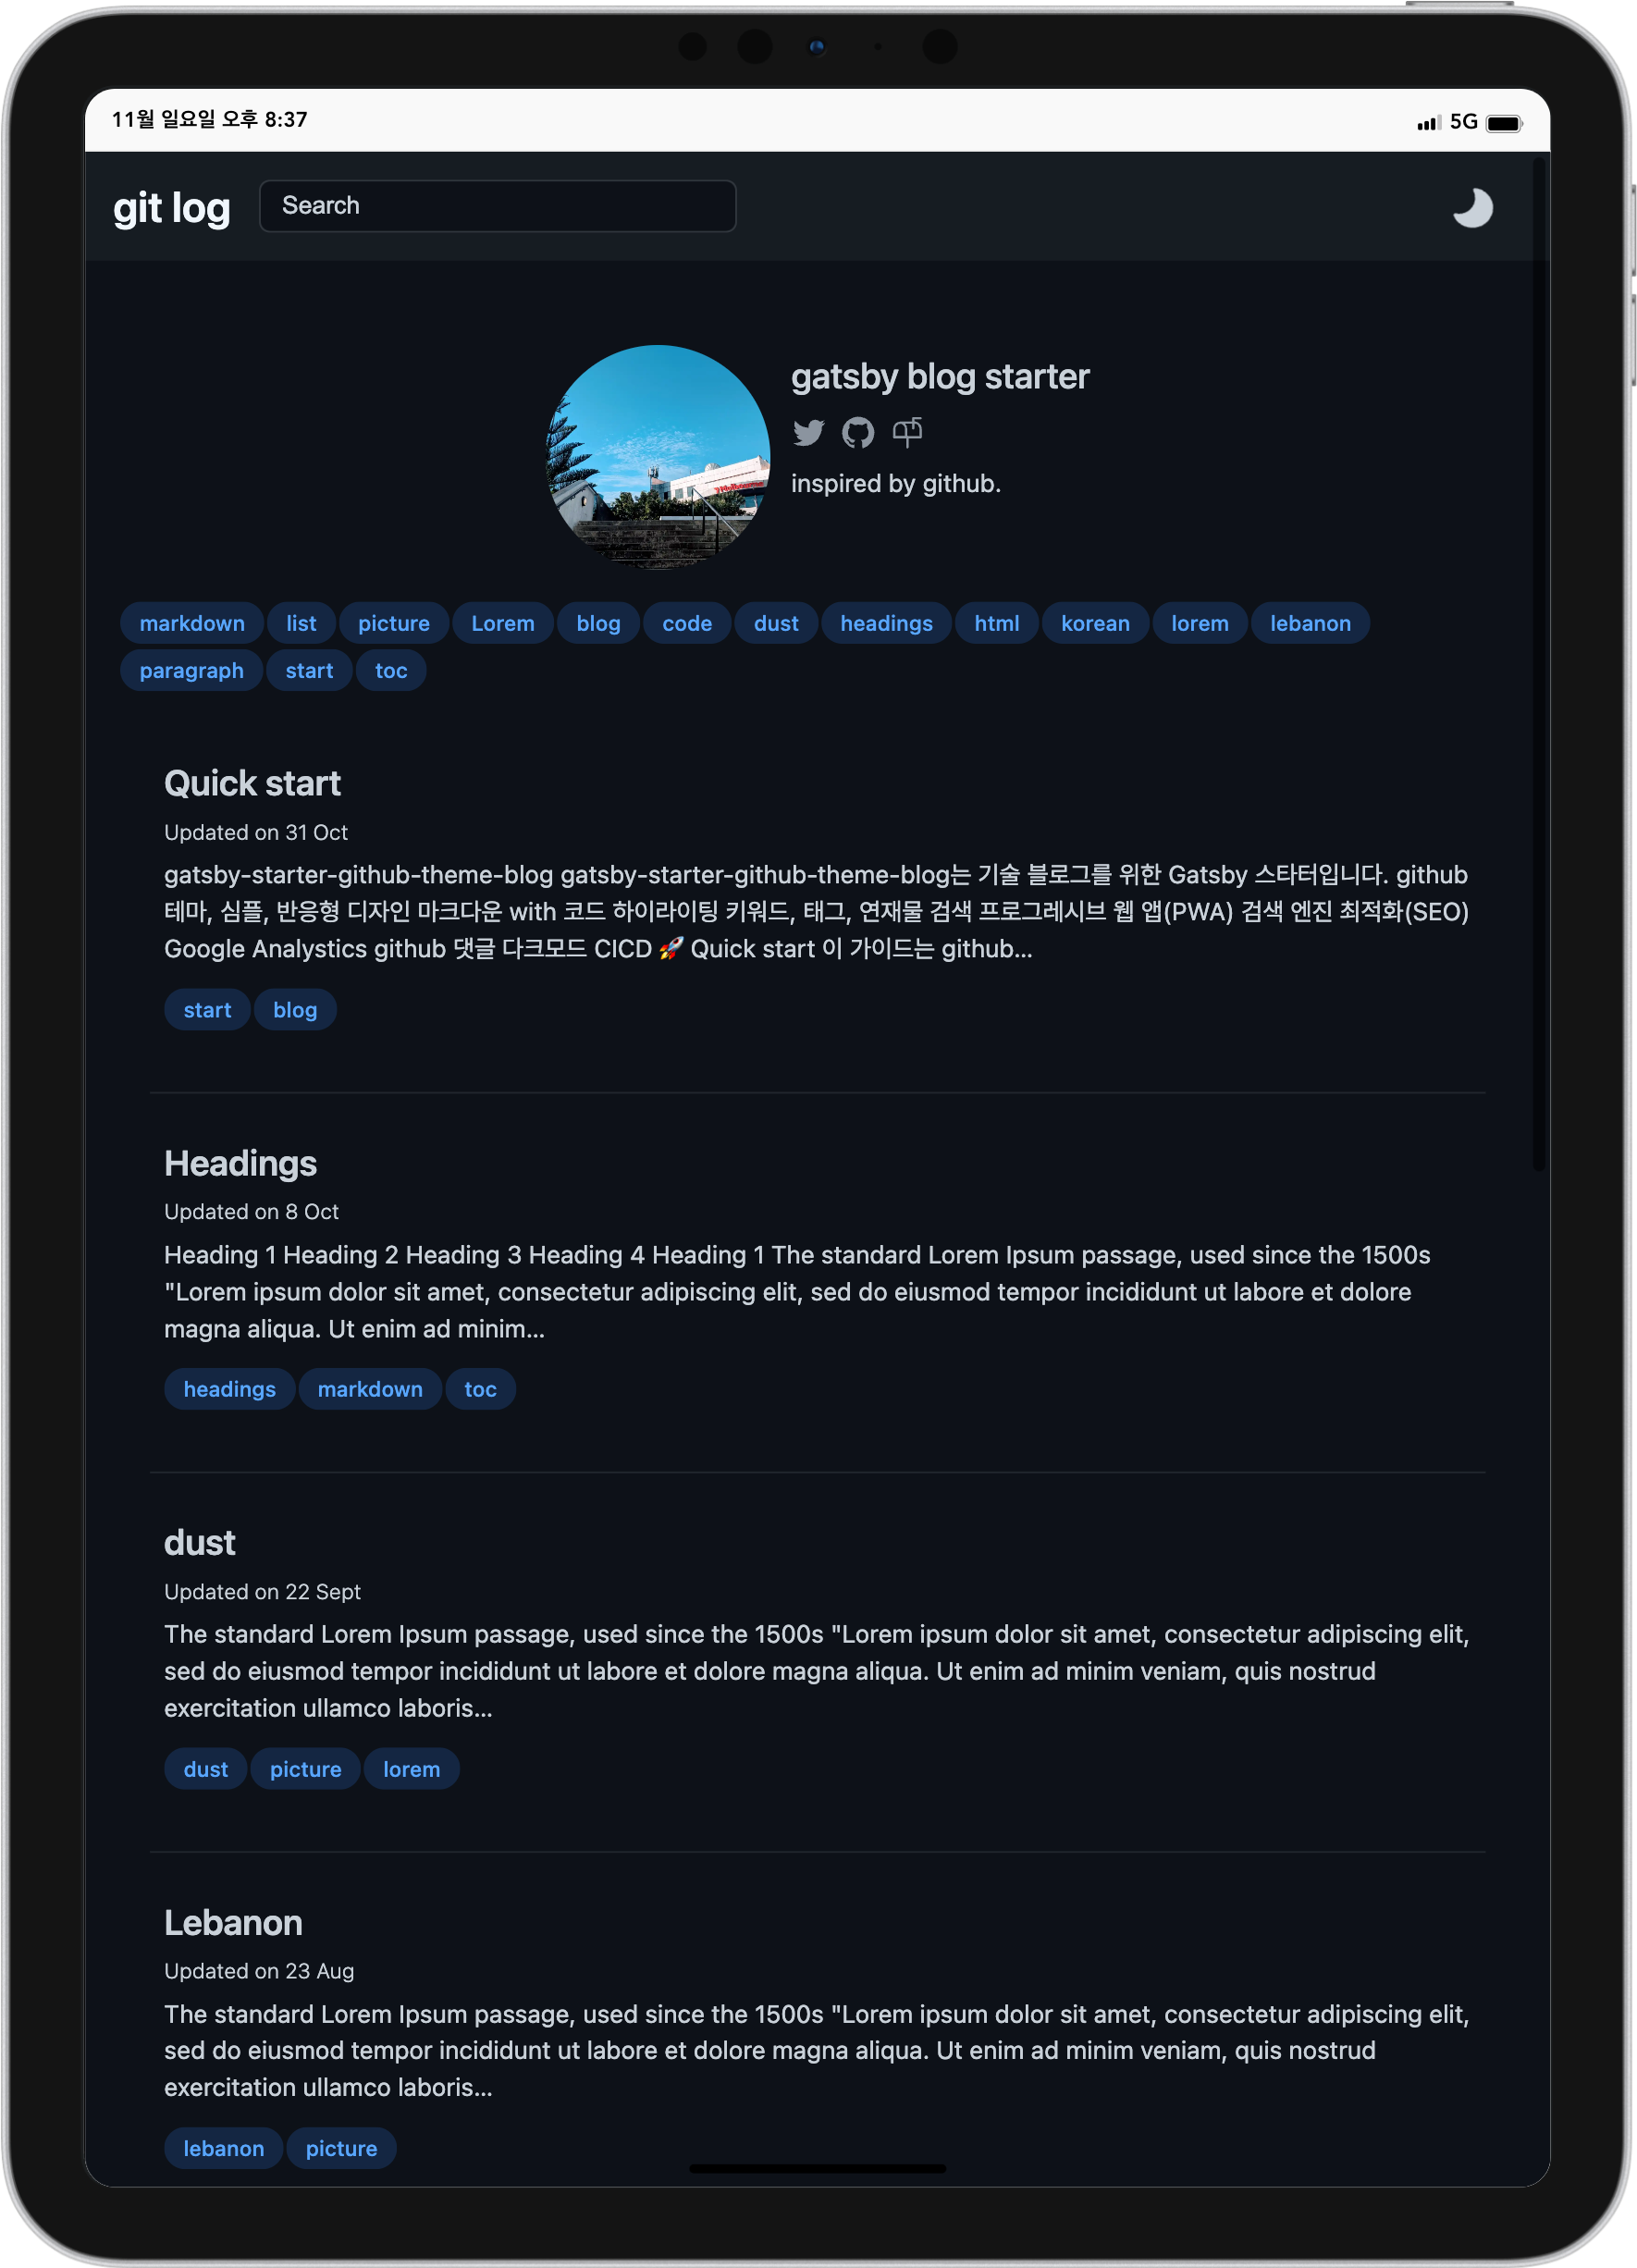 11월 일요일 오후 8:37
5G
git log
Search
gatsby blog starter
inspired by github.
markdown list picture Lorem blog code dust headings html korean lorem lebanon
paragraph start toc
Quick start
Updated on 31 Oct
gatsby-starter-github-theme-blog gatsby-starter-github-theme-blog는 기술 블로그를 위한 Gatsby 스타터입니다. github
테마, 심플, 반응형 디자인 마크다운 with 코드 하이라이팅 키워드, 태그, 연재물 검색 프로그레시브 웹 앱(PWA) 검색 엔진 최적화(SEO)
Google Analystics github 댓글 다크모드 CICD 🚀 Quick start 이 가이드는 github...
start blog
Headings
Updated on 8 Oct
Heading 1 Heading 2 Heading 3 Heading 4 Heading 1 The standard Lorem Ipsum passage, used since the 1500s
"Lorem ipsum dolor sit amet, consectetur adipiscing elit, sed do eiusmod tempor incididunt ut labore et dolore
magna aliqua. Ut enim ad minim...
headings markdown toc
dust
Updated on 22 Sept
The standard Lorem Ipsum passage, used since the 1500s "Lorem ipsum dolor sit amet, consectetur adipiscing elit,
sed do eiusmod tempor incididunt ut labore et dolore magna aliqua. Ut enim ad minim veniam, quis nostrud
exercitation ullamco laboris...
dust picture lorem
Lebanon
Updated on 23 Aug
The standard Lorem Ipsum passage, used since the 1500s "Lorem ipsum dolor sit amet, consectetur adipiscing elit,
sed do eiusmod tempor incididunt ut labore et dolore magna aliqua. Ut enim ad minim veniam, quis nostrud
exercitation ullamco laboris...
lebanon picture